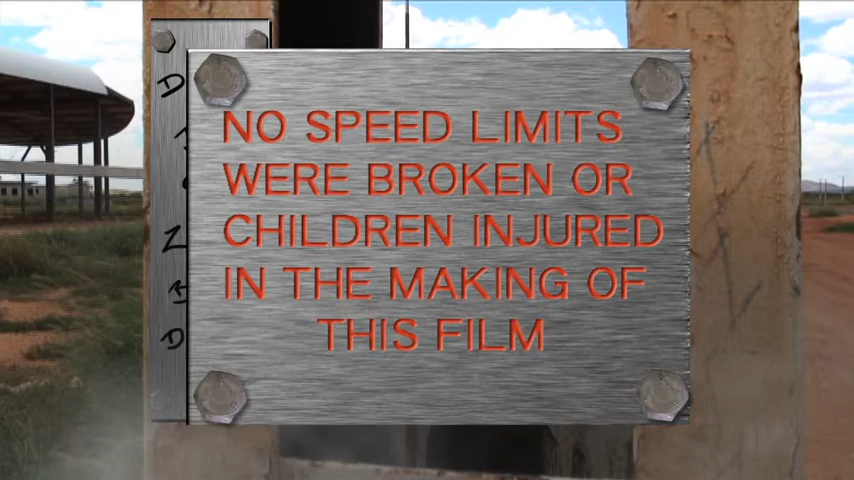 NO SPEED LIMITS
WERE BROKEN OR
CHILDREN INJURED
IN THE MAKING OF
THIS FILM